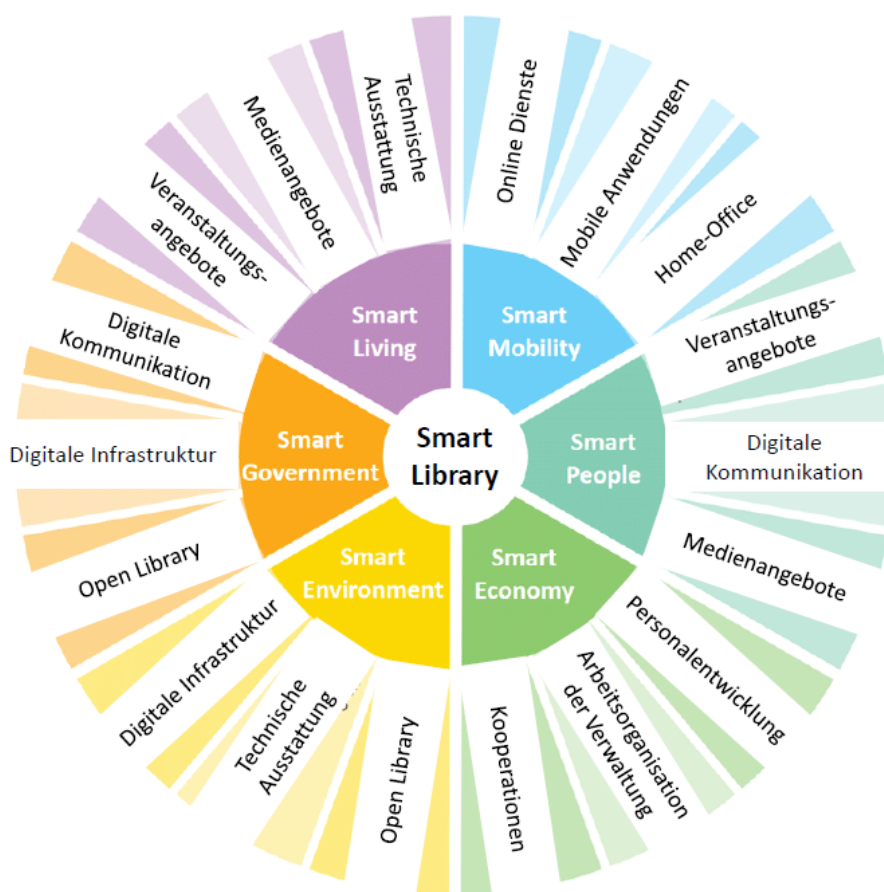 Smart
Library
Smart
Mobility
Online Dienste
Mobile Anwendungen
Home-Office
Smart
People
Veranstaltungs-
angebote
Digitale
Kommunikation
Medienangebote
Smart
Economy
Personalentwicklung
Arbeitsorganisation
der Verwaltung
Kooperationen
Smart
Environment
Open Library
Technische
Ausstattung
Digitale Infrastruktur
Smart
Government
Open Library
Digitale Infrastruktur
Digitale
Kommunikation
Smart
Living
Veranstaltungs-
angebote
Medienangebote
Technische
Ausstattung